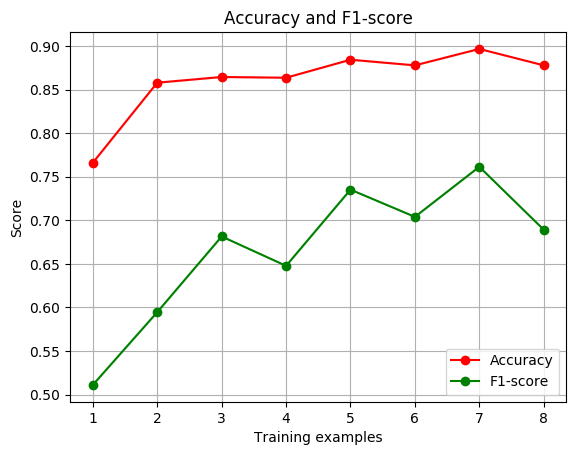 Accuracy and F1-score
0.90
0.85
0.80
0.75
0.70
0.65
0.60
0.55
0.50
Score
Accuracy
F1-score
1 2 3 4 5 6 7 8
Training examples